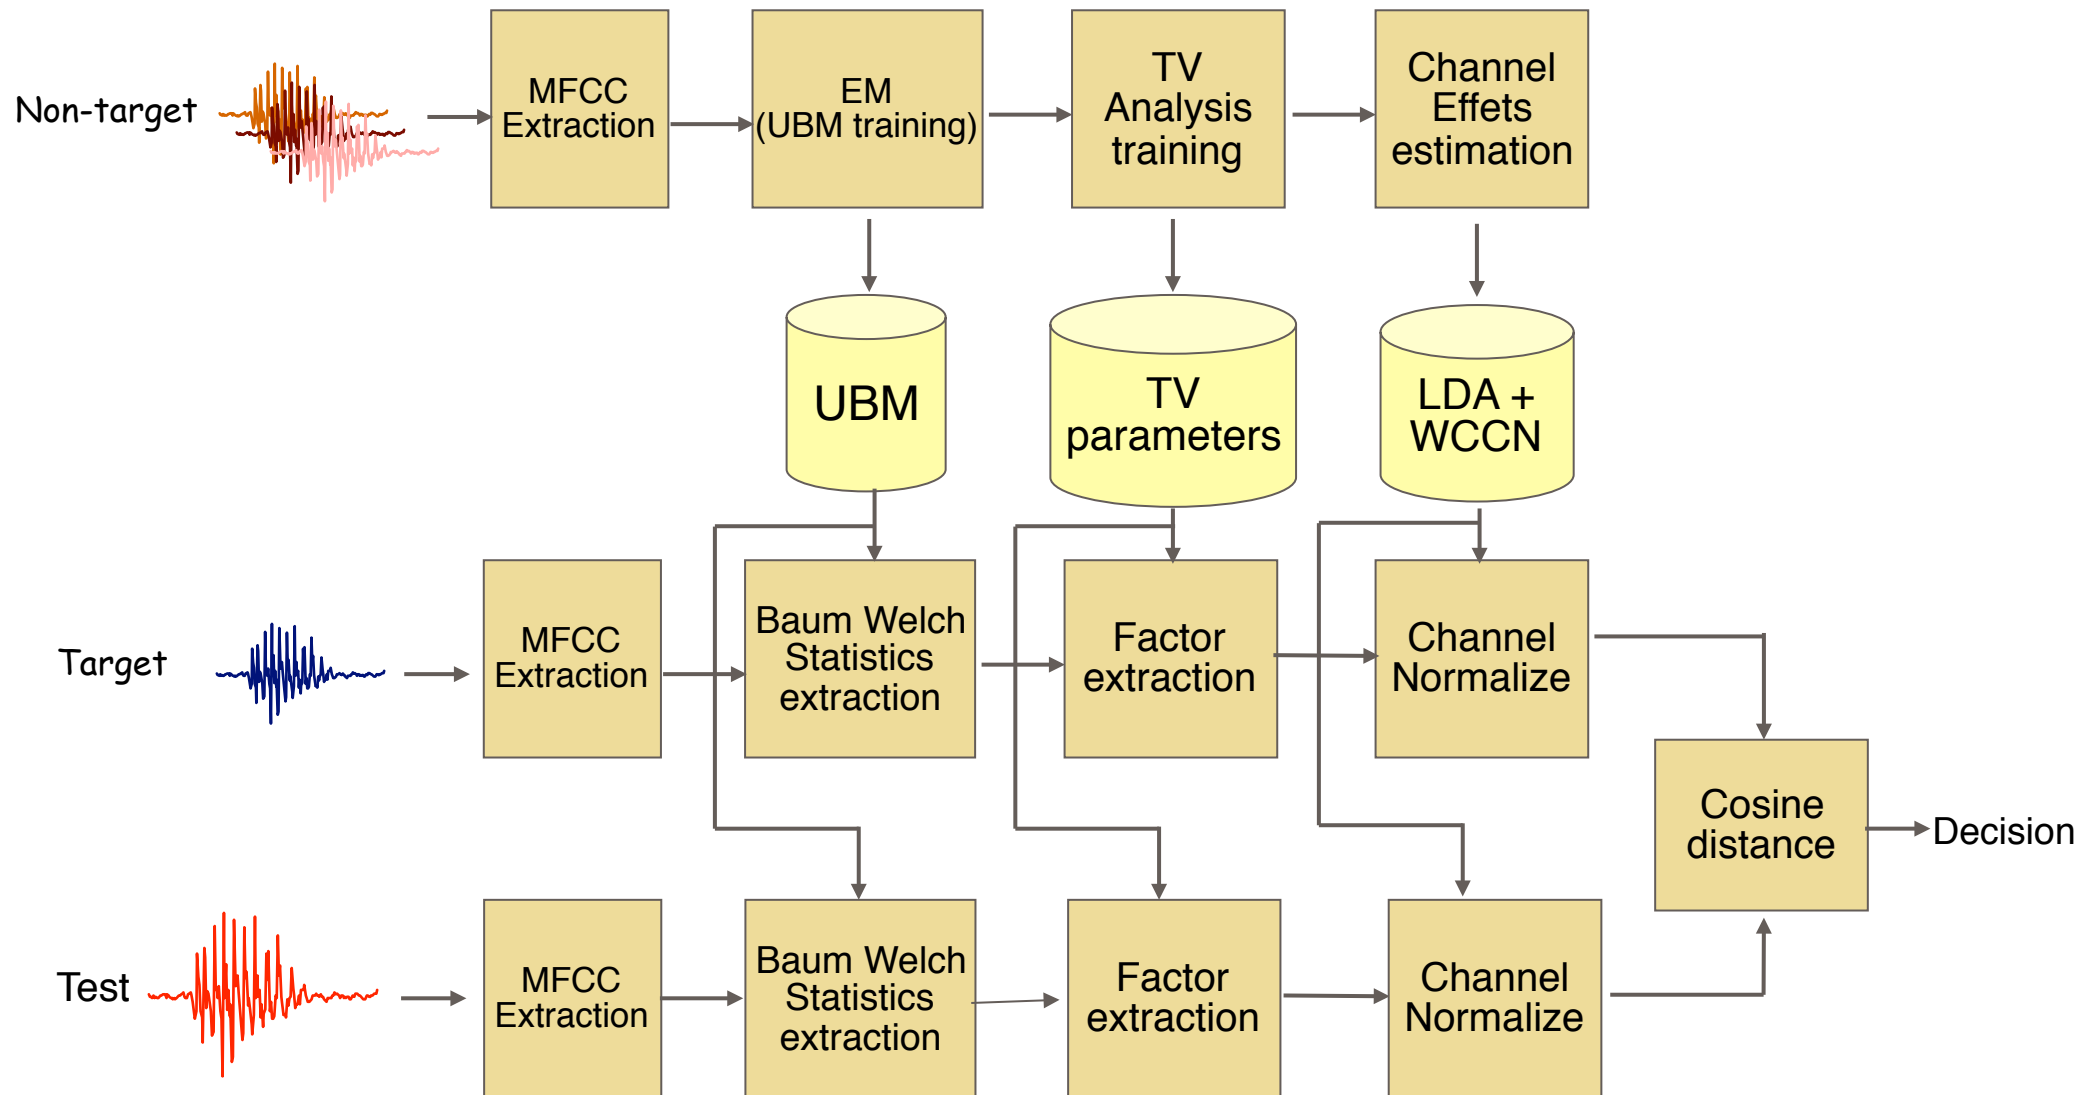 Non-target
MFCC
Extraction
EM
(UBM training)
TV
Analysis
training
Channel
Effets
estimation
UBM
TV
parameters
LDA +
WCCN
Target
MFCC
Extraction
Baum Welch
Statistics
extraction
Factor
extraction
Channel
Normalize
Cosine
distance
Decision
Test
MFCC
Extraction
Baum Welch
Statistics
extraction
Factor
extraction
Channel
Normalize